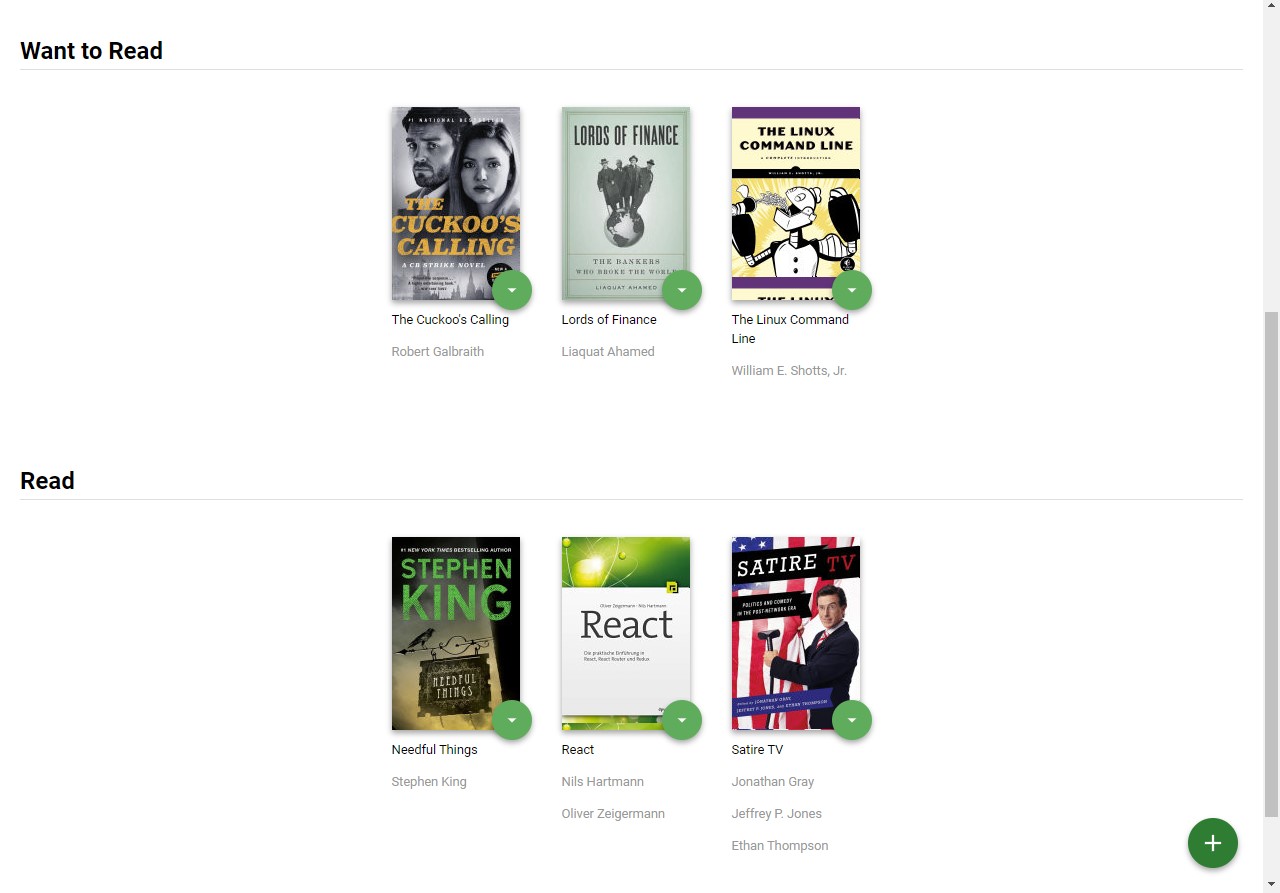 Want to Read
#1 NATIONAL BESTSELLER
THE
CUCKOO'S
CALLING
A CB STRIKE NOVEL
LORDS OF FINANCE
THE BANKERS
WHO BROKE THE WORLD
LIAQUAT AHAMED
THE LINUX
COMMAND LINE
A COMPLETE INTRODUCTION
WILLIAM E. SHOTTS, JR.
THE LINUX
The Cuckoo's Calling
Robert Galbraith
Lords of Finance
Liaquat Ahamed
The Linux Command
Line
William E. Shotts, Jr.
Read
#1 NEW YORK TIMES BESTSELLING AUTHOR
STEPHEN
KING
NEEDFUL
THINGS
Oliver Zeigermann · Nils Hartmann
React
Die praktische Einführung in
React, React Router und Redux
SATIRE TV
POLITICS AND COMEDY
IN THE POST-NETWORK ERA
Edited by JONATHAN GRAY,
JEFFREY P. JONES, and ETHAN THOMPSON
Needful Things
Stephen King
React
Nils Hartmann
Oliver Zeigermann
Satire TV
Jonathan Gray
Jeffrey P. Jones
Ethan Thompson